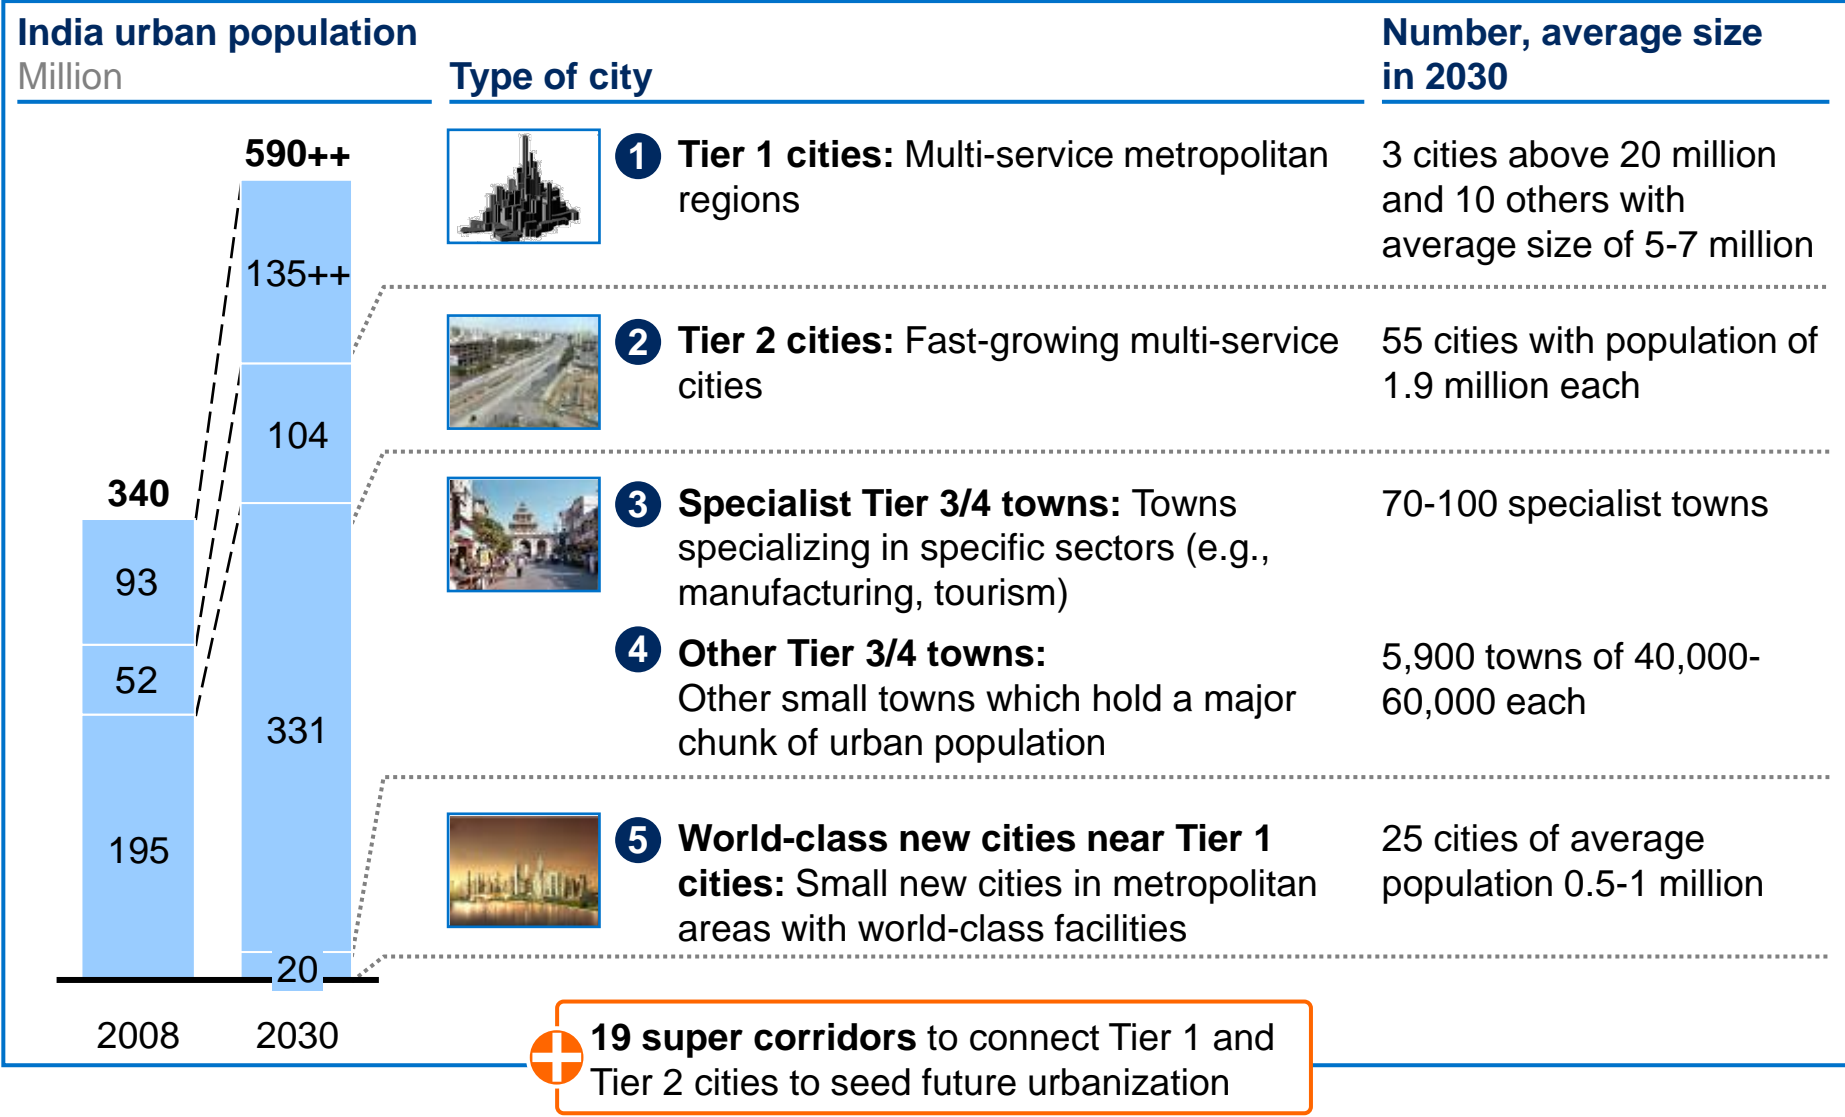 India urban population
Million
Type of city
Number, average size
in 2030
590++
135++
104
331
20
340
93
52
195
2008
2030
1
Tier 1 cities: Multi-service metropolitan
regions
3 cities above 20 million
and 10 others with
average size of 5-7 million
2
Tier 2 cities: Fast-growing multi-service
cities
55 cities with population of
1.9 million each
3
Specialist Tier 3/4 towns: Towns
specializing in specific sectors (e.g.,
manufacturing, tourism)
70-100 specialist towns
4
Other Tier 3/4 towns:
Other small towns which hold a major
chunk of urban population
5,900 towns of 40,000-
60,000 each
5
World-class new cities near Tier 1
cities: Small new cities in metropolitan
areas with world-class facilities
25 cities of average
population 0.5-1 million
19 super corridors to connect Tier 1 and
Tier 2 cities to seed future urbanization